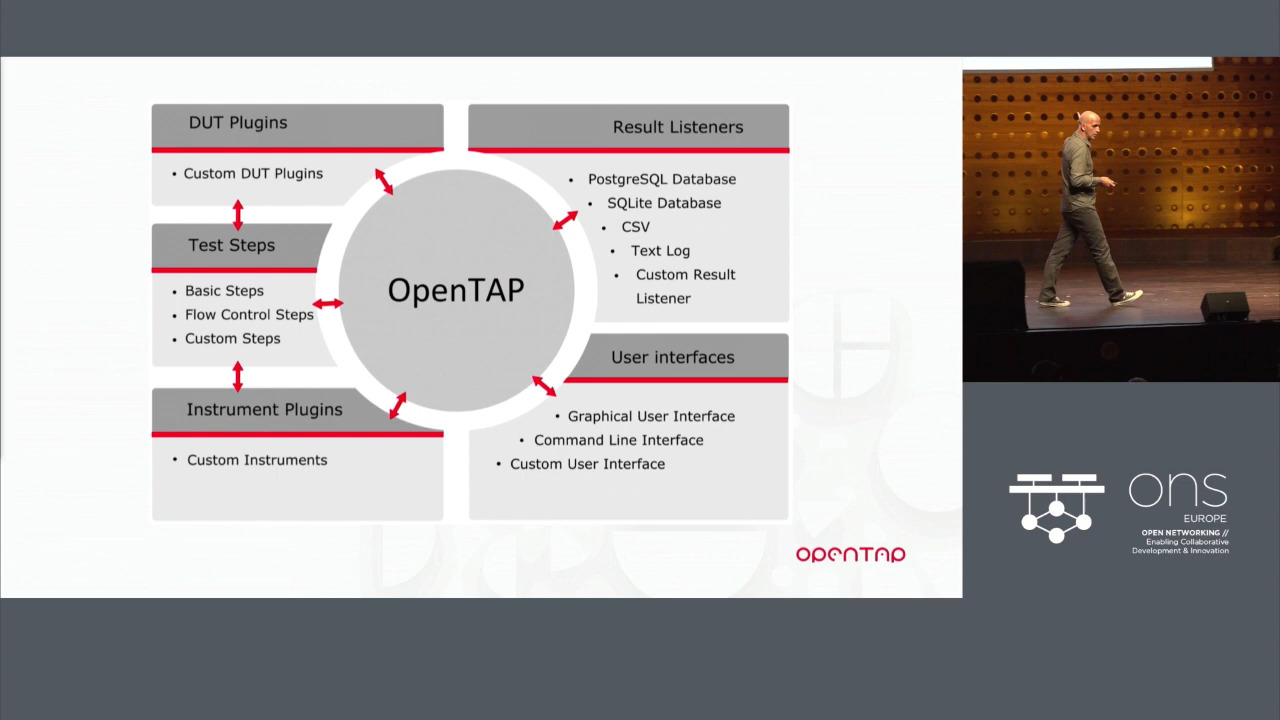 DUT Plugins
• Custom DUT Plugins
Test Steps
• Basic Steps
• Flow Control Steps
• Custom Steps
Instrument Plugins
• Custom Instruments
OpenTAP
Result Listeners
• PostgreSQL Database
• SQLite Database
• CSV
• Text Log
• Custom Result
Listener
User interfaces
• Graphical User Interface
• Command Line Interface
• Custom User Interface
OPENTAP
ons
EUROPE
OPEN NETWORKING //
Enabling Collaborative
Development & Innovation